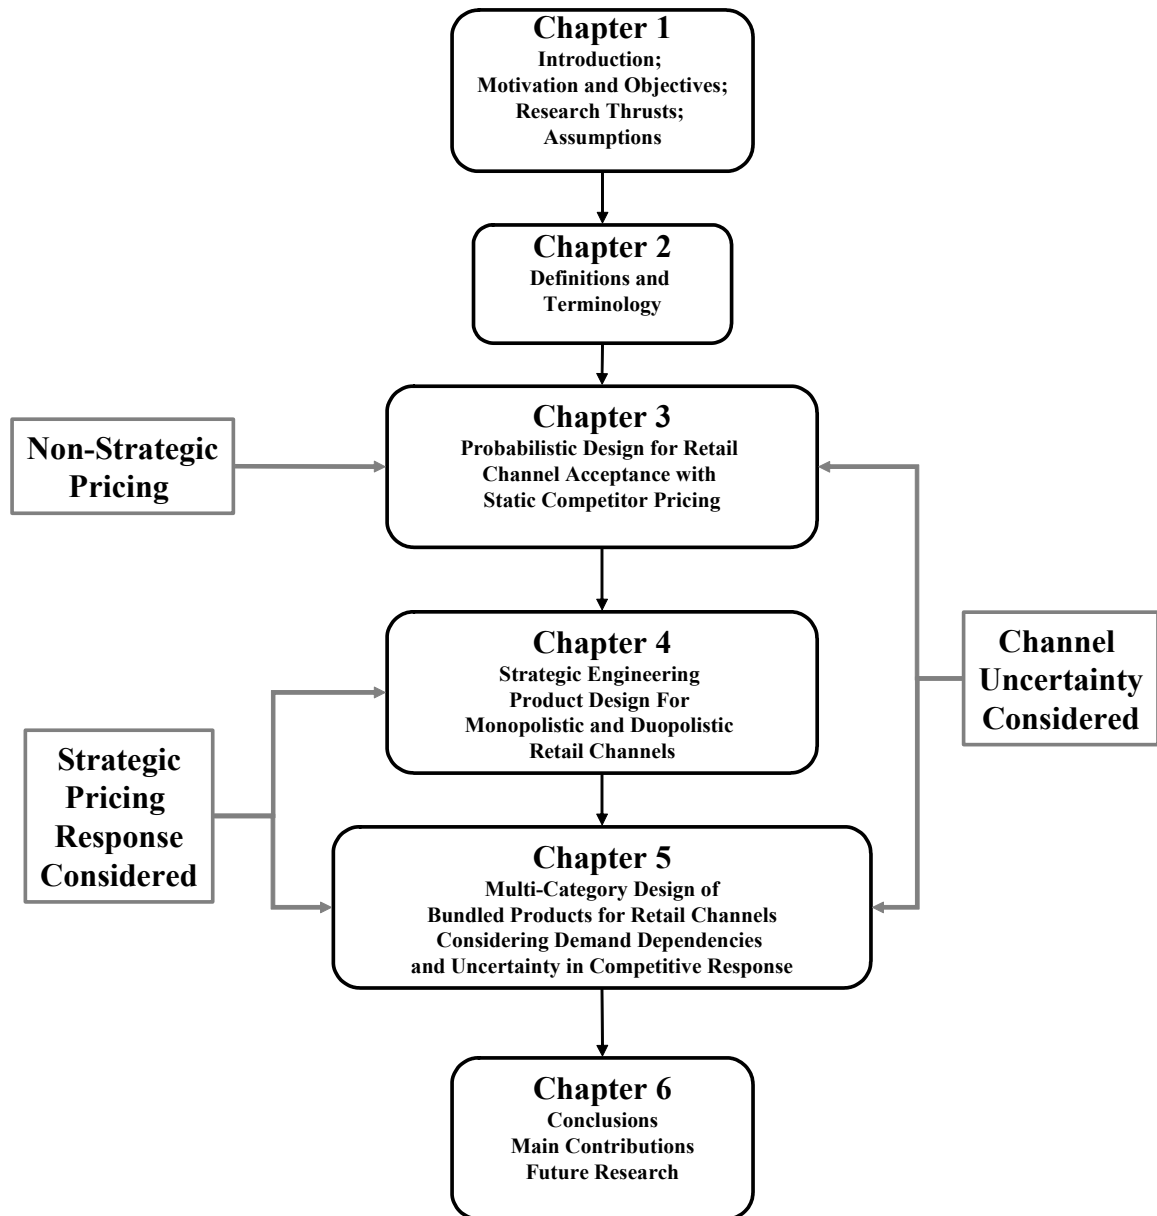 Chapter 1
Introduction;
Motivation and Objectives;
Research Thrusts;
Assumptions
Chapter 2
Definitions and
Terminology
Chapter 3
Probabilistic Design for Retail
Channel Acceptance with
Static Competitor Pricing
Non-Strategic
Pricing
Chapter 4
Strategic Engineering
Product Design For
Monopolistic and Duopolistic
Retail Channels
Channel
Uncertainty
Considered
Strategic
Pricing
Response
Considered
Chapter 5
Multi-Category Design of
Bundled Products for Retail Channels
Considering Demand Dependencies
and Uncertainty in Competitive Response
Chapter 6
Conclusions
Main Contributions
Future Research